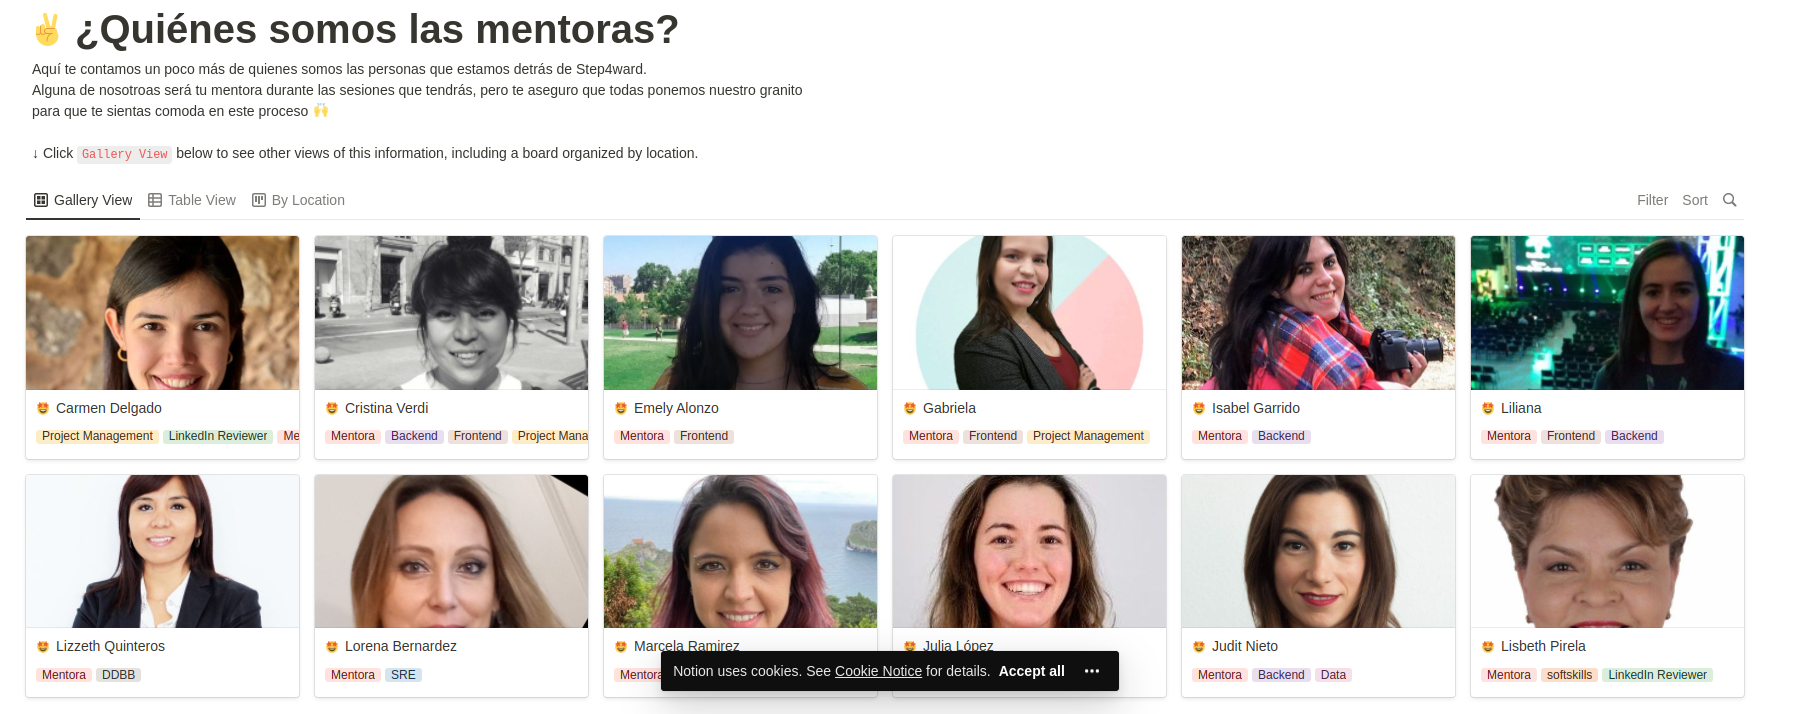 ¿Quiénes somos las mentoras?
Aquí te contamos un poco más de quienes somos las personas que estamos detrás de Step4ward.
Alguna de nosotroas será tu mentora durante las sesiones que tendrás, pero te aseguro que todas ponemos nuestro granito
para que te sientas comoda en este proceso 🙌
↓ Click Gallery View below to see other views of this information, including a board organized by location.
Gallery View Table View By Location Filter Sort
Carmen Delgado
Project Management LinkedIn Reviewer Me
Cristina Verdi
Mentora Backend Frontend Project Mana
Emely Alonzo
Mentora Frontend
Gabriela
Mentora Frontend Project Management
Isabel Garrido
Mentora Backend
Liliana
Mentora Frontend Backend
Lizzeth Quinteros
Mentora DDBB
Lorena Bernardez
Mentora SRE
Marcela Ramirez
Mentora
Julia López
Judit Nieto
Mentora Backend Data
Lisbeth Pirela
Mentora softskills LinkedIn Reviewer
Notion uses cookies. See Cookie Notice for details. Accept all